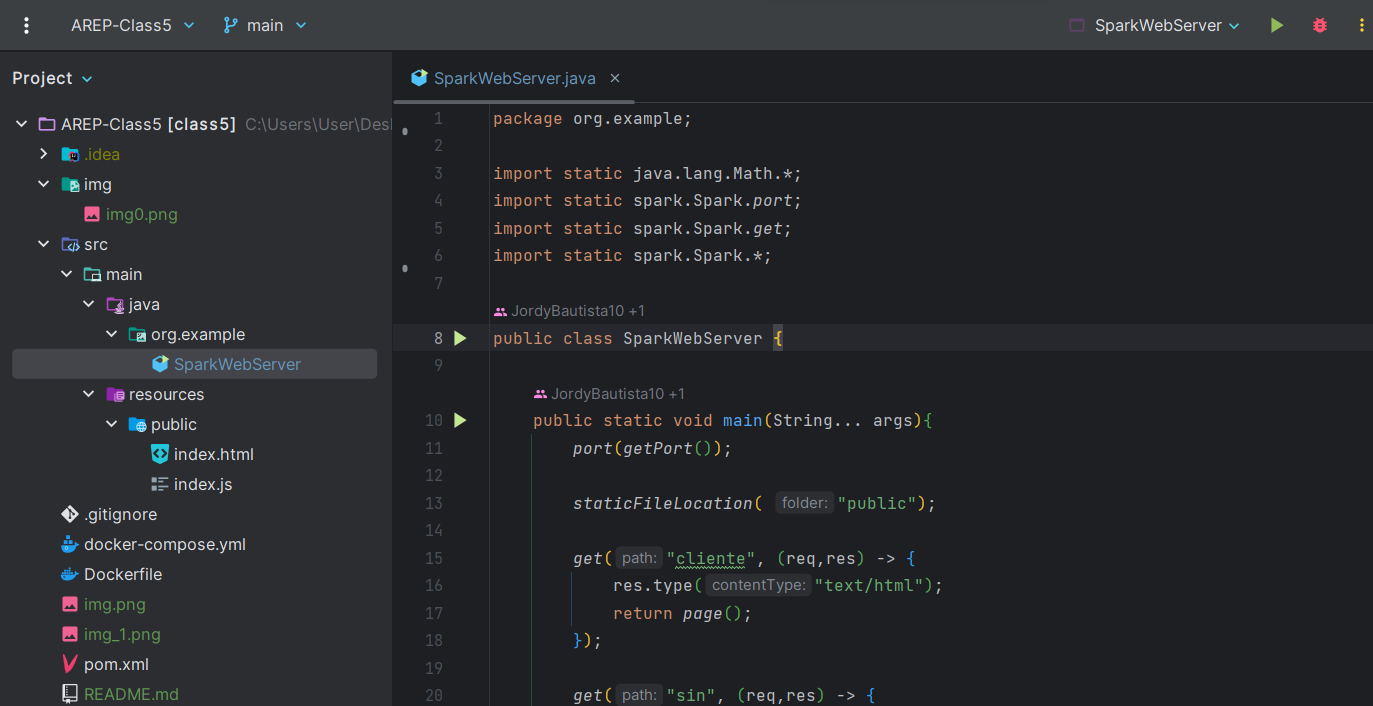 AREP-Class5 main SparkWebServer
Project
AREP-Class5 [class5] C:\Users\User\Des
.idea
img
img0.png
src
main
java
org.example
SparkWebServer
resources
public
index.html
index.js
.gitignore
docker-compose.yml
Dockerfile
img.png
img_1.png
pom.xml
README.md
SparkWebServer.java
1 package org.example;
2
3 import static java.lang.Math.*;
4 import static spark.Spark.port;
5 import static spark.Spark.get;
6 import static spark.Spark.*;
7
JordyBautista10 +1
8 public class SparkWebServer {
9
JordyBautista10 +1
10 public static void main(String... args){
11 port(getPort());
12
13 staticFileLocation( folder: "public");
14
15 get( path: "cliente", (req,res) -> {
16 res.type( contentType: "text/html");
17 return page();
18 });
19
20 get( path: "sin", (req,res) -> {